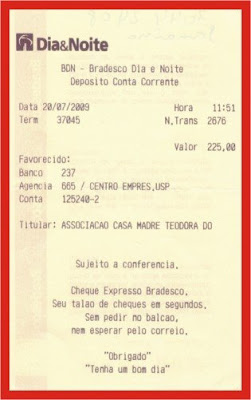 Dia&Noite
BDN - Bradesco Dia e Noite
Deposito Conta Corrente
Data 20/07/2009 Hora 11:51
Term 37045 N.Trans 2676
Valor 225,00
Favorecido:
Banco 237
Agencia 665 / CENTRO EMPRES.USP
Conta 125240-2
Titular: ASSOCIACAO CASA MADRE TEODORA DO
Sujeito a conferencia.
Cheque Expresso Bradesco.
Seu talao de cheques em segundos.
Sem pedir no balcao,
nem esperar pelo correio.
"Obrigado"
"Tenha um bom dia"